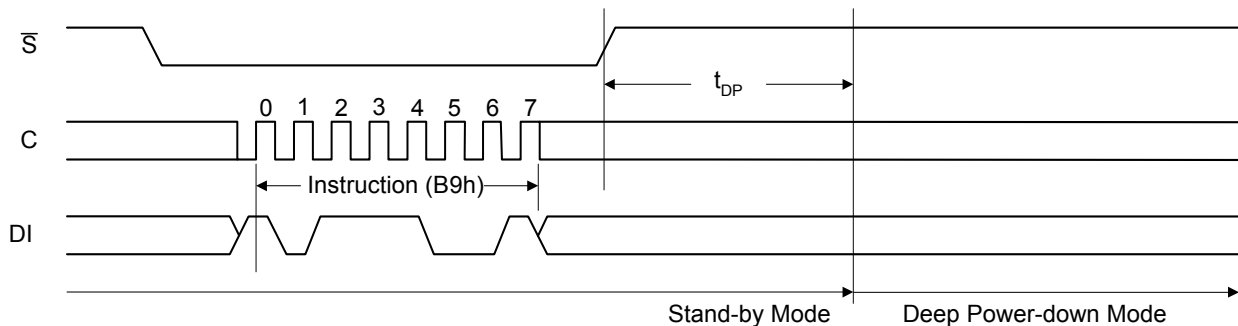 S̅
t_DP
0 1 2 3 4 5 6 7
C
Instruction (B9h)
DI
Stand-by Mode Deep Power-down Mode